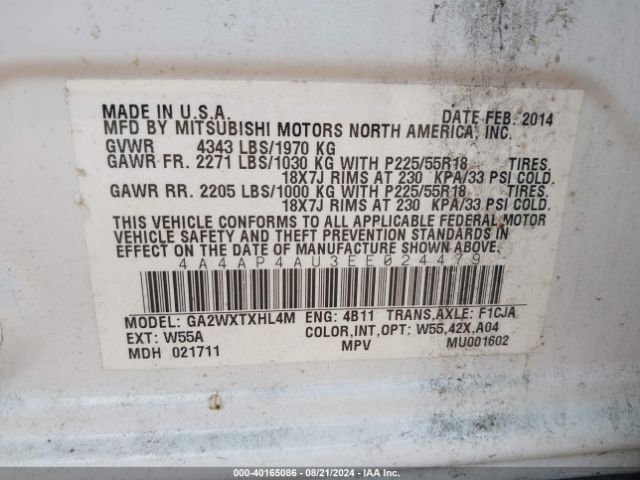 MADE IN U.S.A. DATE FEB. 2014
MFD BY MITSUBISHI MOTORS NORTH AMERICA, INC.
GVWR 4343 LBS/1970 KG
GAWR FR. 2271 LBS/1030 KG WITH P225/55R18 TIRES,
18X7J RIMS AT 230 KPA/33 PSI COLD.
GAWR RR. 2205 LBS/1000 KG WITH P225/55R18 TIRES,
18X7J RIMS AT 230 KPA/33 PSI COLD.
THIS VEHICLE CONFORMS TO ALL APPLICABLE FEDERAL MOTOR
VEHICLE SAFETY AND THEFT PREVENTION STANDARDS IN
EFFECT ON THE DATE OF MANUFACTURE SHOWN ABOVE.
4A4AP4AU3EE024479
MODEL: GA2WXTXHL4M ENG: 4B11 TRANS,AXLE: F1CJA
EXT: W55A COLOR,INT,OPT: W55,42X,A04
MDH 021711 MPV MU001602
000-40165086 - 08/21/2024 - IAA Inc.